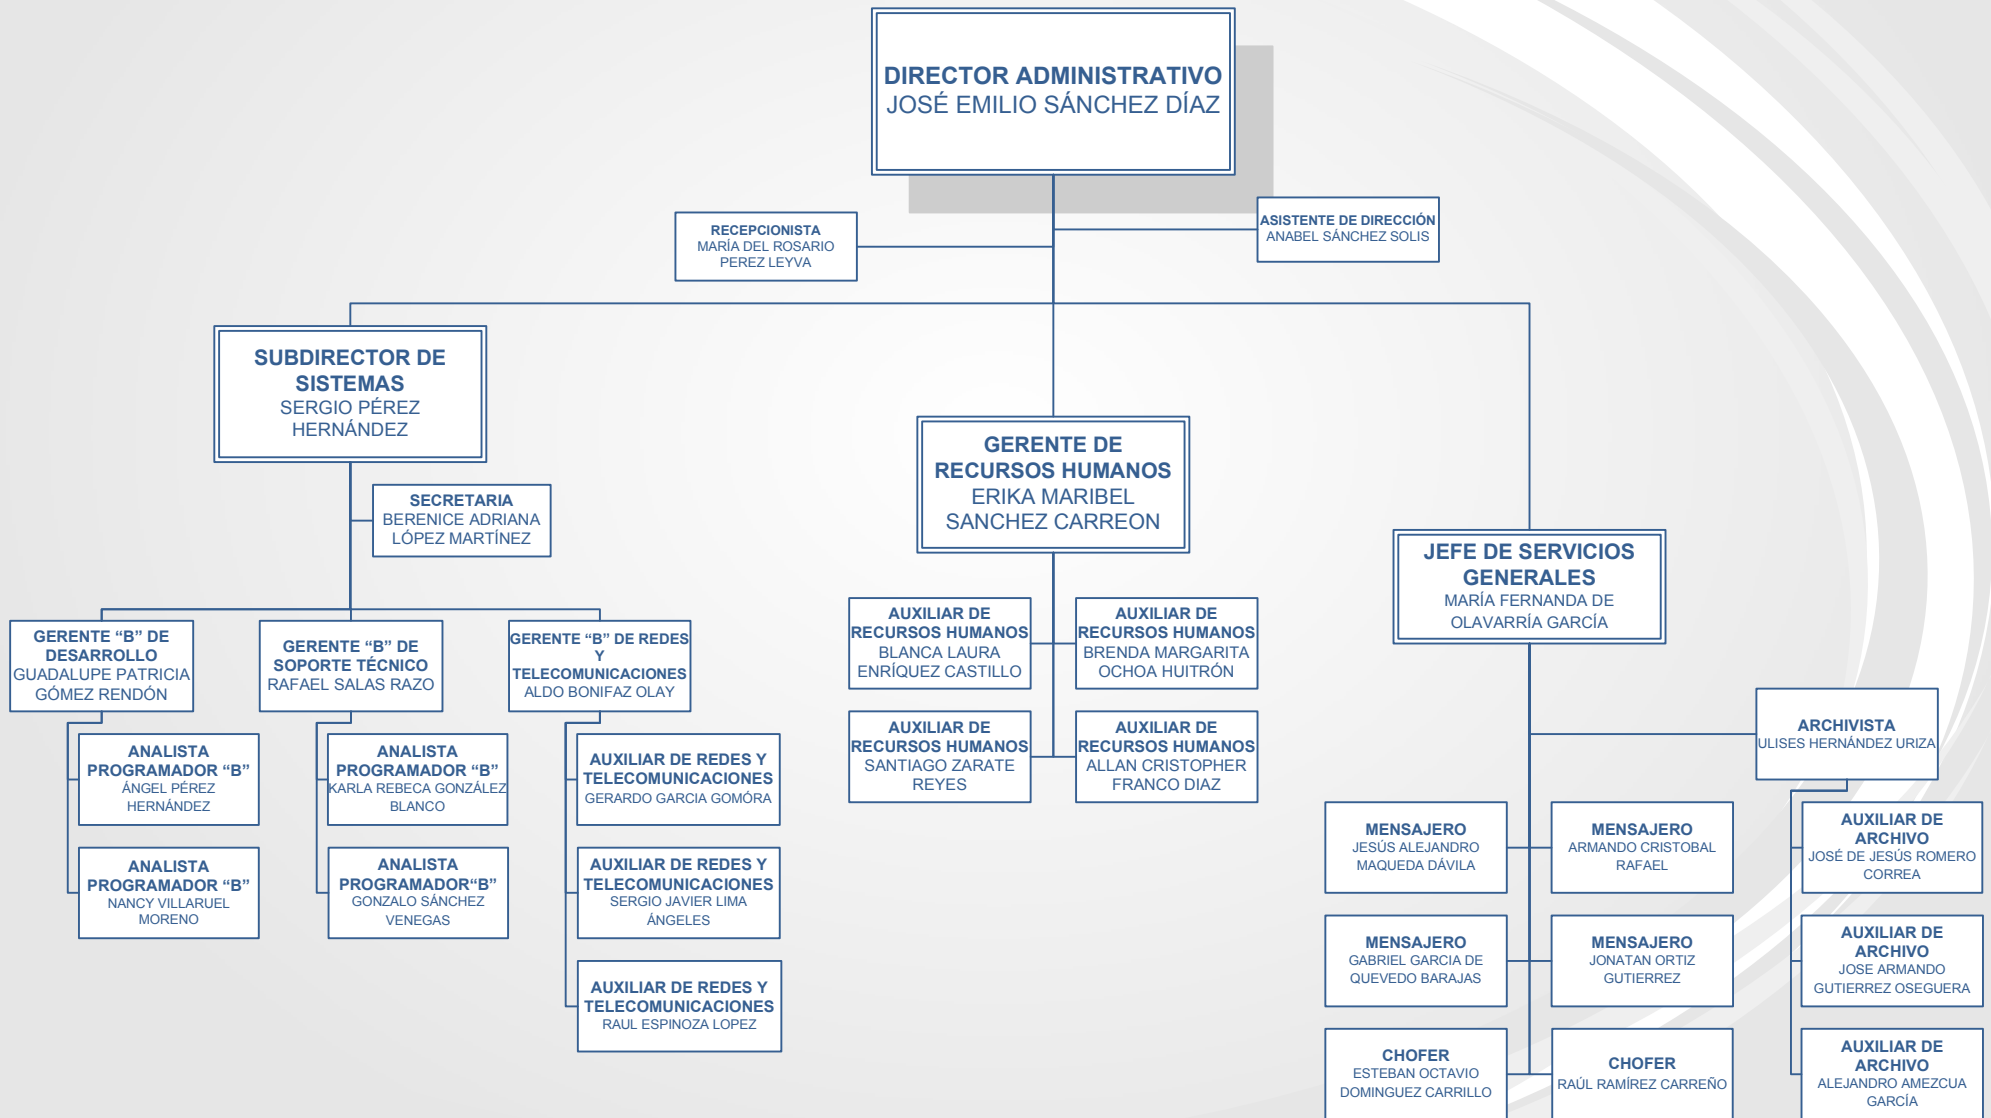 DIRECTOR ADMINISTRATIVO
JOSÉ EMILIO SÁNCHEZ DÍAZ
RECEPCIONISTA
MARÍA DEL ROSARIO
PEREZ LEYVA
ASISTENTE DE DIRECCIÓN
ANABEL SÁNCHEZ SOLIS
SUBDIRECTOR DE
SISTEMAS
SERGIO PÉREZ
HERNÁNDEZ
SECRETARIA
BERENICE ADRIANA
LÓPEZ MARTÍNEZ
GERENTE “B” DE
DESARROLLO
GUADALUPE PATRICIA
GÓMEZ RENDÓN
ANALISTA
PROGRAMADOR “B”
ÁNGEL PÉREZ
HERNÁNDEZ
ANALISTA
PROGRAMADOR “B”
NANCY VILLARUEL
MORENO
GERENTE “B” DE
SOPORTE TÉCNICO
RAFAEL SALAS RAZO
ANALISTA
PROGRAMADOR “B”
KARLA REBECA GONZÁLEZ
BLANCO
ANALISTA
PROGRAMADOR“B”
GONZALO SÁNCHEZ
VENEGAS
GERENTE “B” DE REDES
Y
TELECOMUNICACIONES
ALDO BONIFAZ OLAY
AUXILIAR DE REDES Y
TELECOMUNICACIONES
GERARDO GARCIA GOMÓRA
AUXILIAR DE REDES Y
TELECOMUNICACIONES
SERGIO JAVIER LIMA
ÁNGELES
AUXILIAR DE REDES Y
TELECOMUNICACIONES
RAUL ESPINOZA LOPEZ
GERENTE DE
RECURSOS HUMANOS
ERIKA MARIBEL
SANCHEZ CARREON
AUXILIAR DE
RECURSOS HUMANOS
BLANCA LAURA
ENRÍQUEZ CASTILLO
AUXILIAR DE
RECURSOS HUMANOS
BRENDA MARGARITA
OCHOA HUITRÓN
AUXILIAR DE
RECURSOS HUMANOS
SANTIAGO ZARATE
REYES
AUXILIAR DE
RECURSOS HUMANOS
ALLAN CRISTOPHER
FRANCO DIAZ
JEFE DE SERVICIOS
GENERALES
MARÍA FERNANDA DE
OLAVARRÍA GARCÍA
ARCHIVISTA
ULISES HERNÁNDEZ URIZA
MENSAJERO
JESÚS ALEJANDRO
MAQUEDA DÁVILA
MENSAJERO
ARMANDO CRISTOBAL
RAFAEL
MENSAJERO
GABRIEL GARCIA DE
QUEVEDO BARAJAS
MENSAJERO
JONATAN ORTIZ
GUTIERREZ
CHOFER
ESTEBAN OCTAVIO
DOMINGUEZ CARRILLO
CHOFER
RAÚL RAMÍREZ CARREÑO
AUXILIAR DE
ARCHIVO
JOSÉ DE JESÚS ROMERO
CORREA
AUXILIAR DE
ARCHIVO
JOSE ARMANDO
GUTIERREZ OSEGUERA
AUXILIAR DE
ARCHIVO
ALEJANDRO AMEZCUA
GARCÍA